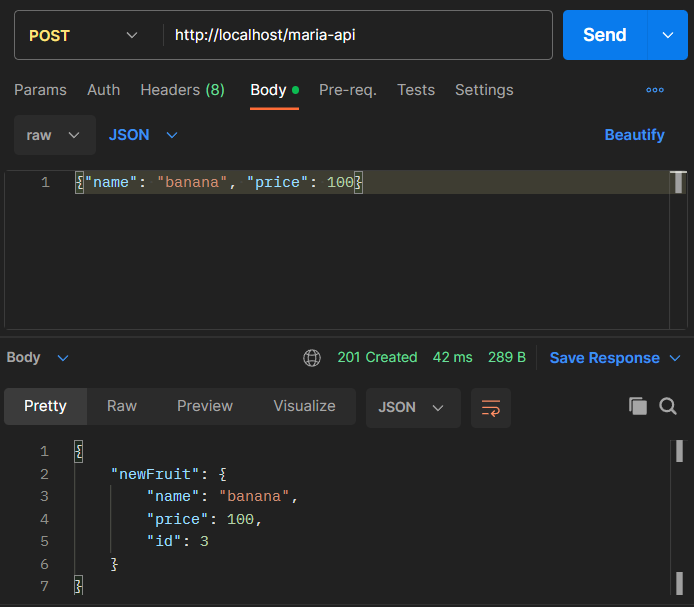 POST http://localhost/maria-api Send
Params Auth Headers (8) Body Pre-req. Tests Settings
raw JSON Beautify
1 {"name": "banana", "price": 100}
Body 201 Created 42 ms 289 B Save Response
Pretty Raw Preview Visualize JSON
1 {
2 "newFruit": {
3 "name": "banana",
4 "price": 100,
5 "id": 3
6 }
7 }